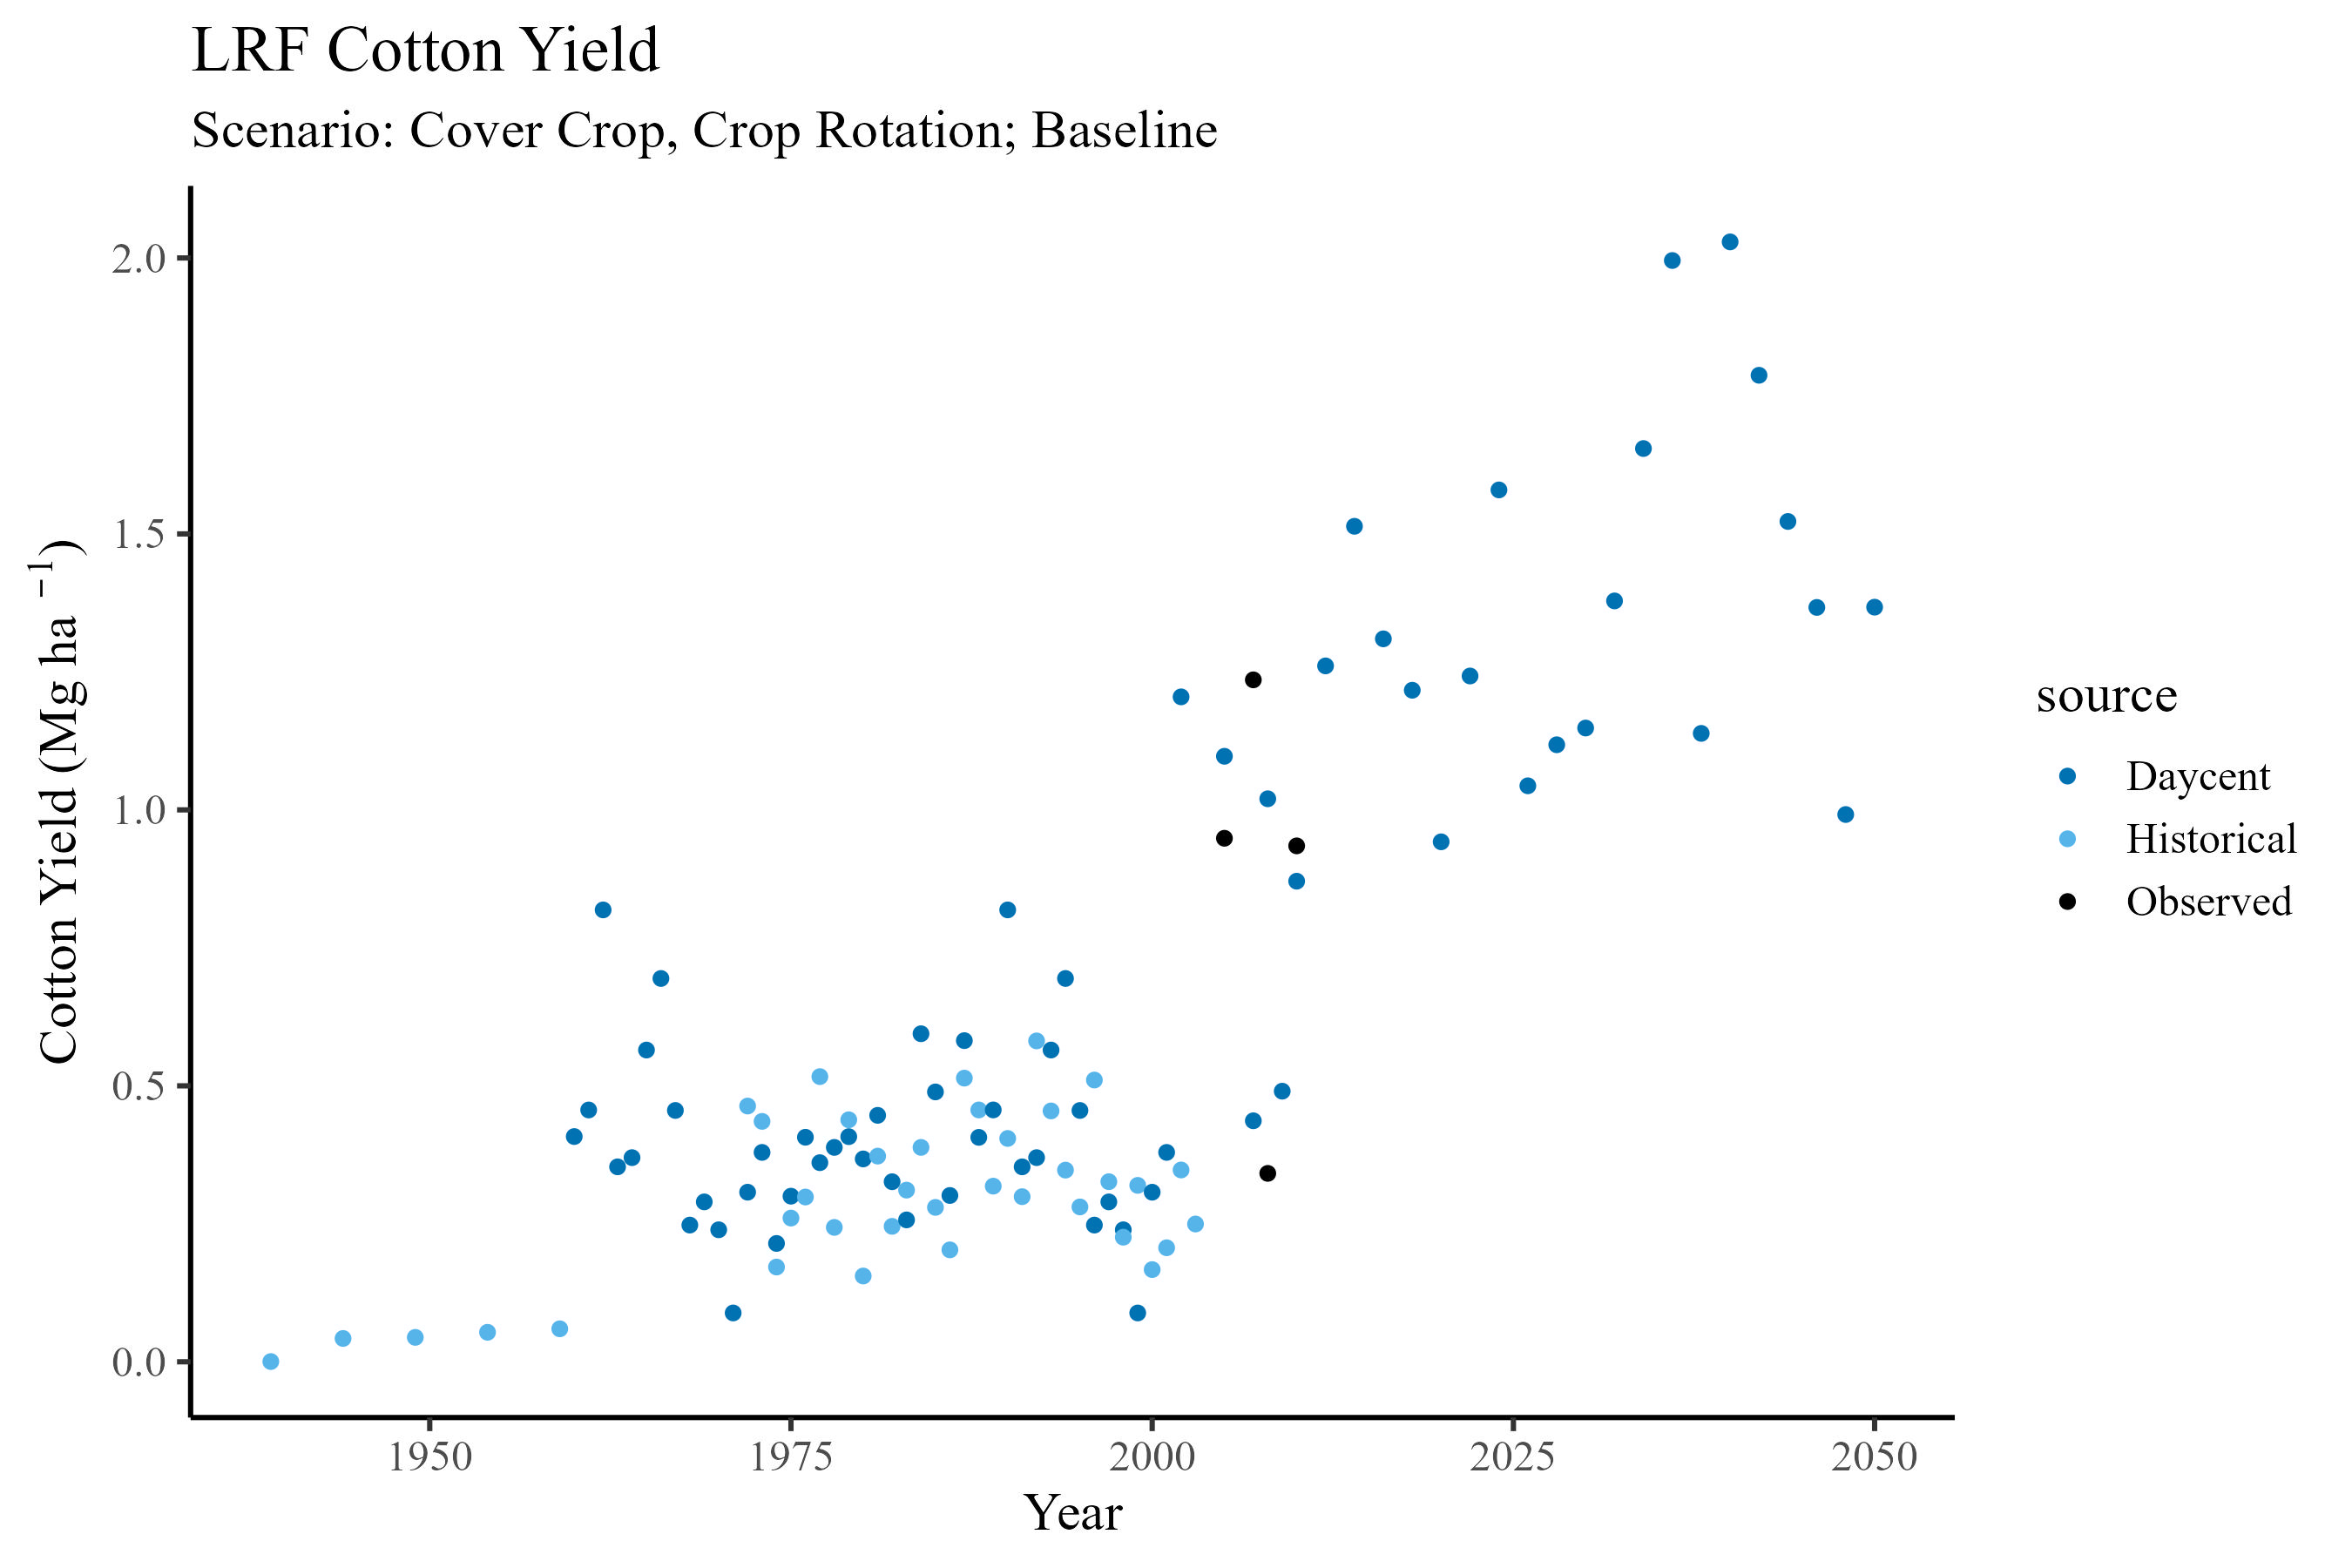 LRF Cotton Yield
Scenario: Cover Crop, Crop Rotation; Baseline
Cotton Yield (Mg ha −1)
2.0
1.5
1.0
0.5
0.0
1950
1975
2000
2025
2050
Year
source
Daycent
Historical
Observed